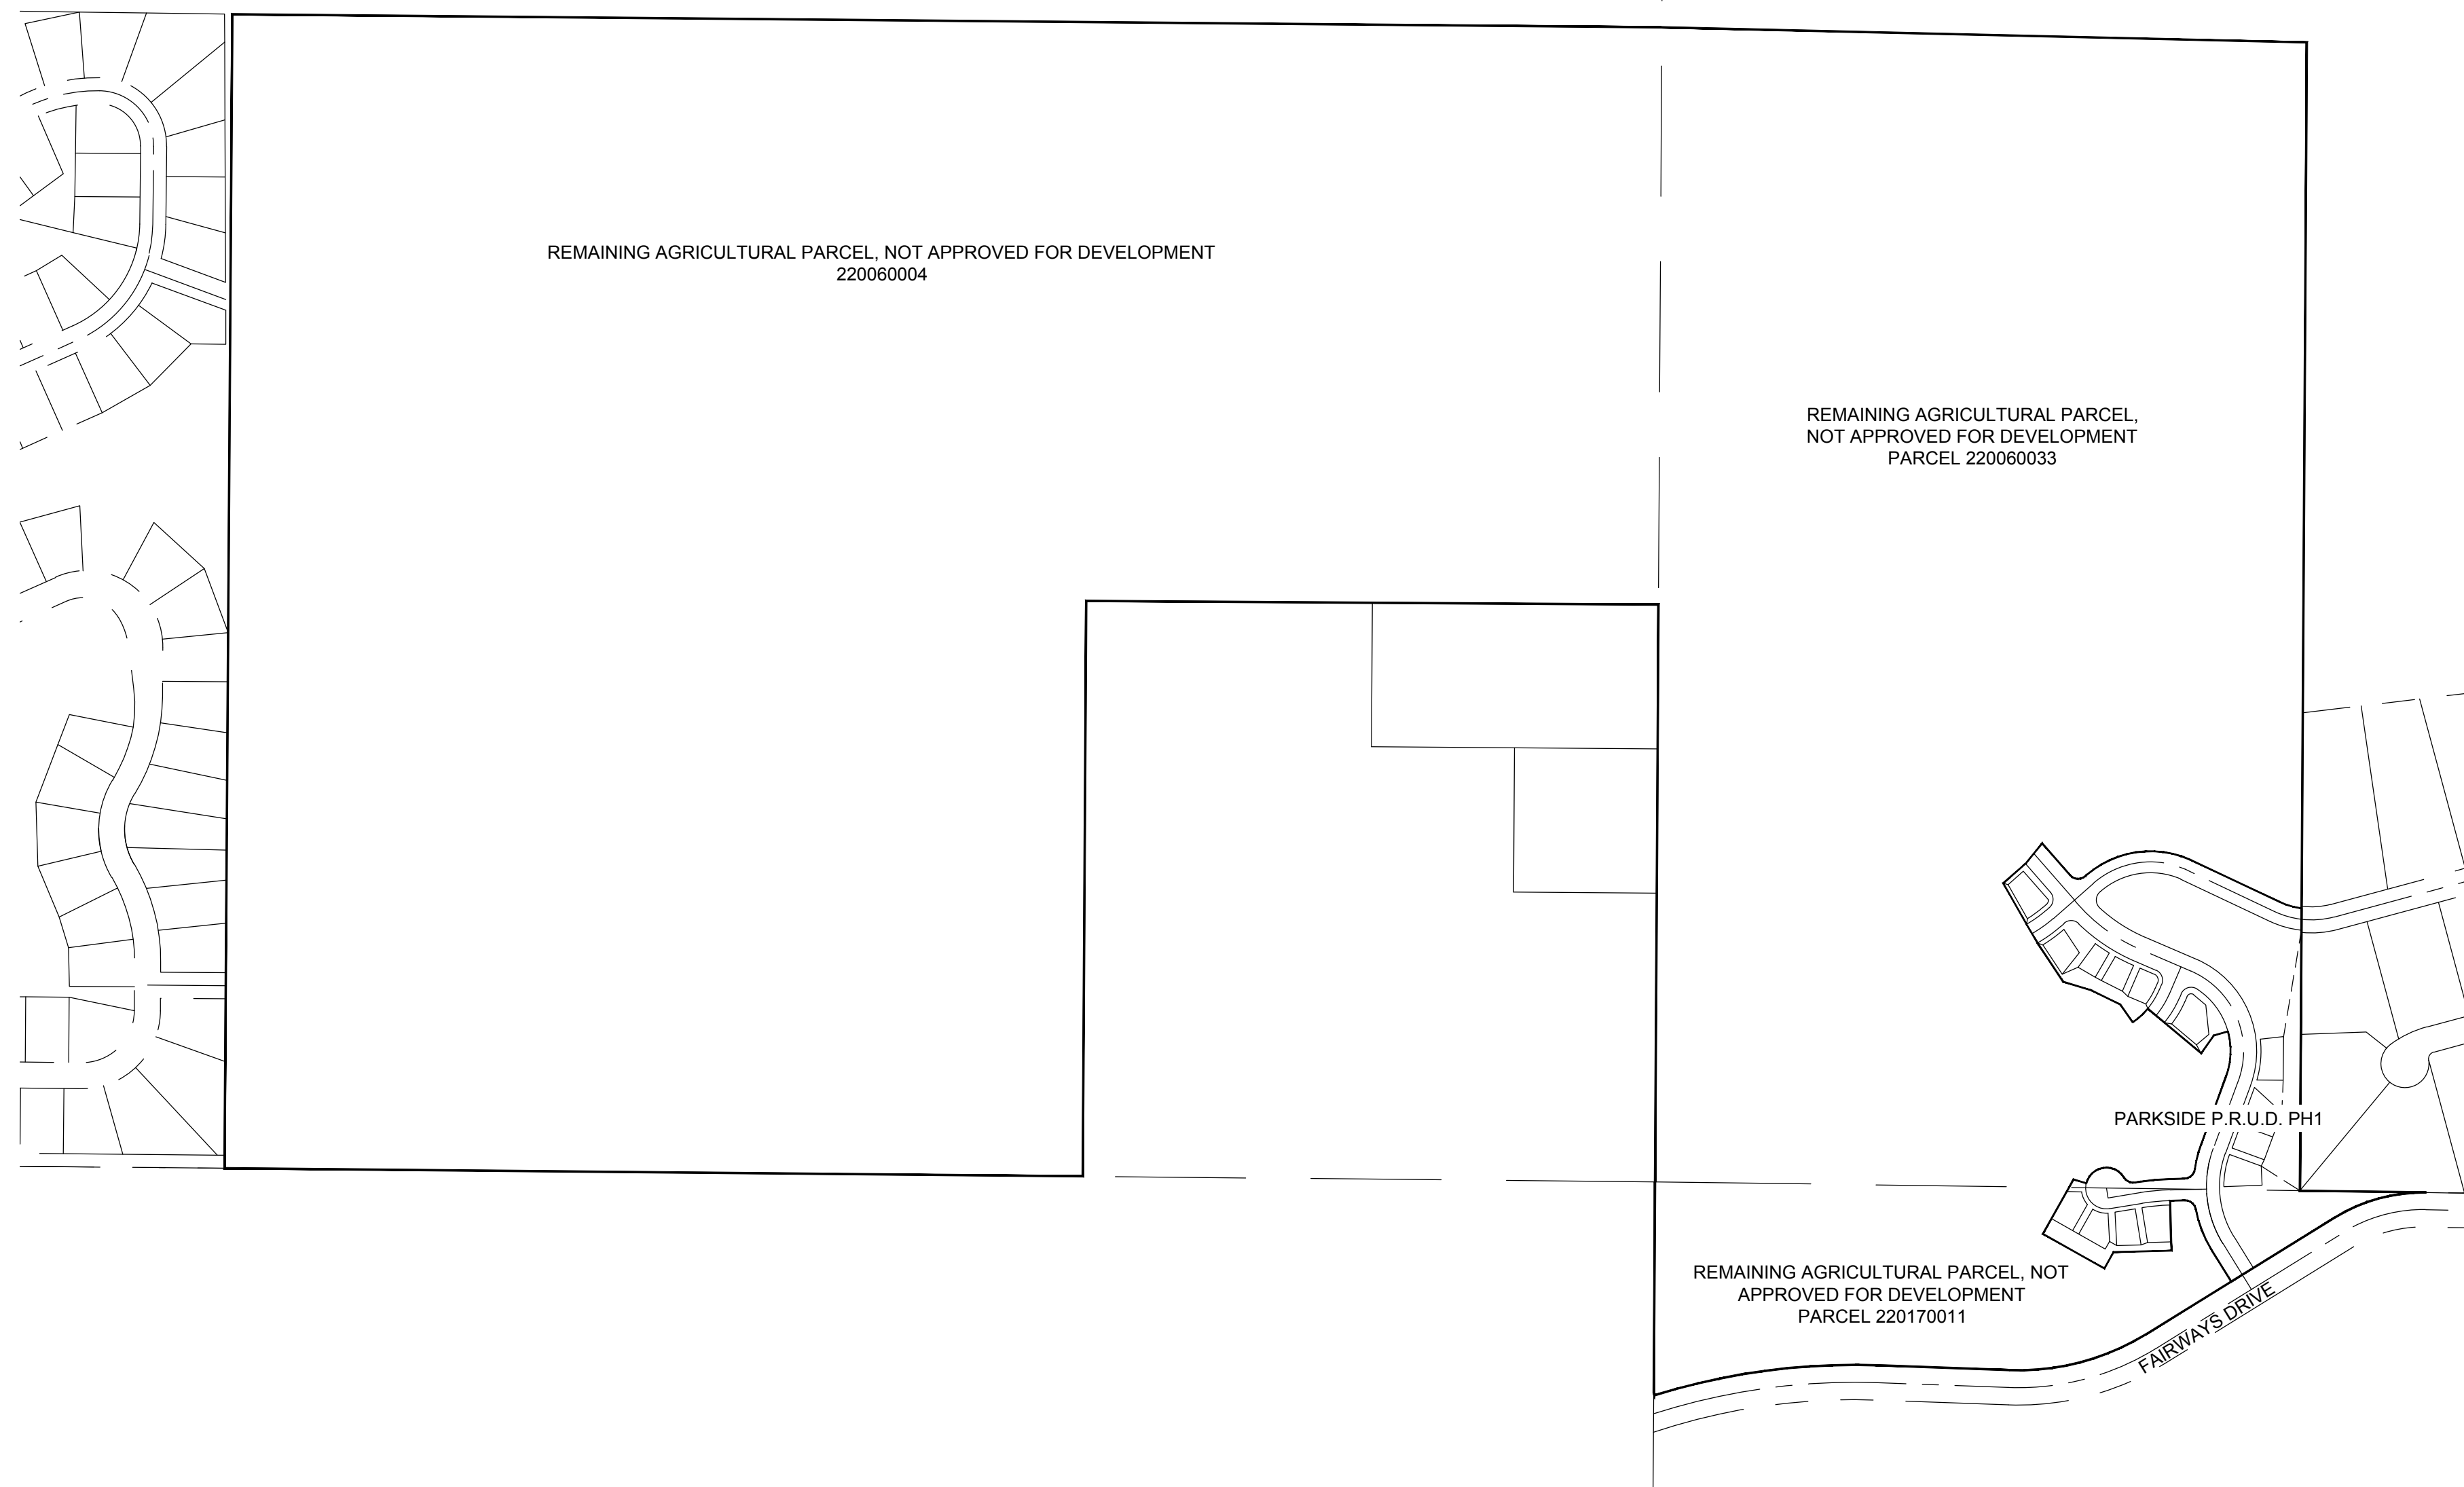 REMAINING AGRICULTURAL PARCEL, NOT APPROVED FOR DEVELOPMENT
220060004
REMAINING AGRICULTURAL PARCEL,
NOT APPROVED FOR DEVELOPMENT
PARCEL 220060033
PARKSIDE P.R.U.D. PH1
REMAINING AGRICULTURAL PARCEL, NOT
APPROVED FOR DEVELOPMENT
PARCEL 220170011
FAIRWAYS DRIVE